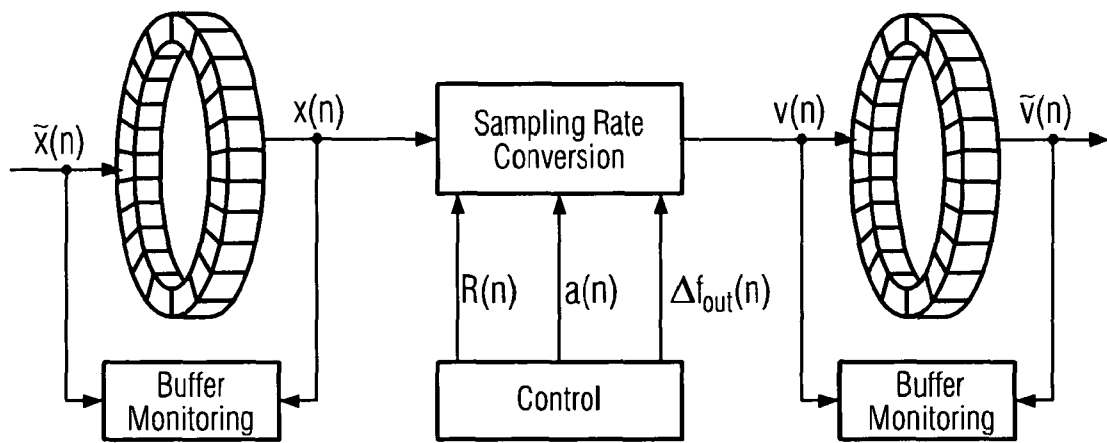 x̃(n)
x(n)
Sampling Rate
Conversion
v(n)
ṽ(n)
R(n)
a(n)
Δf_out(n)
Buffer
Monitoring
Control
Buffer
Monitoring